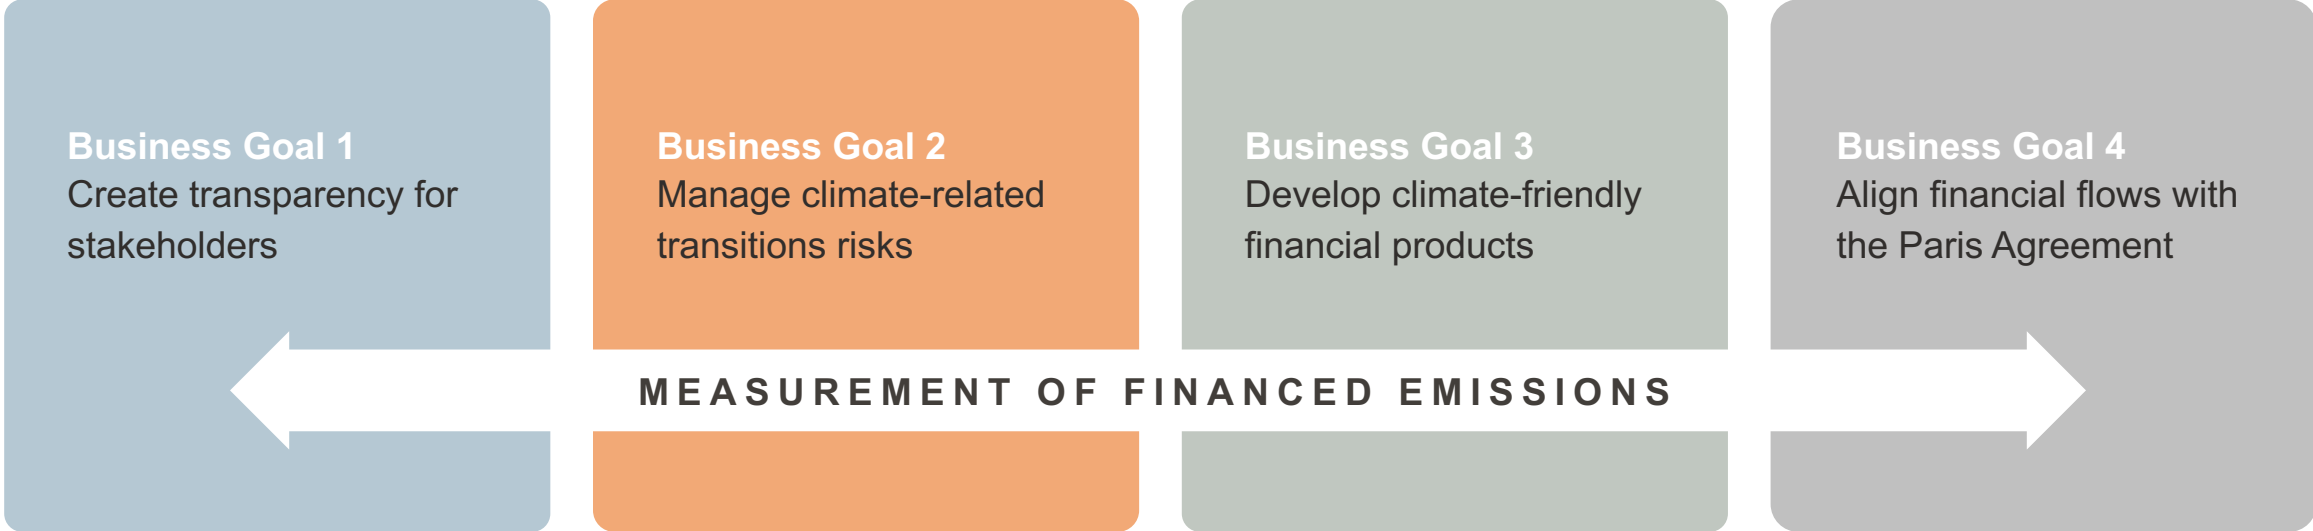 Business Goal 1
Create transparency for
stakeholders
Business Goal 2
Manage climate-related
transitions risks
Business Goal 3
Develop climate-friendly
financial products
Business Goal 4
Align financial flows with
the Paris Agreement
MEASUREMENT OF FINANCED EMISSIONS